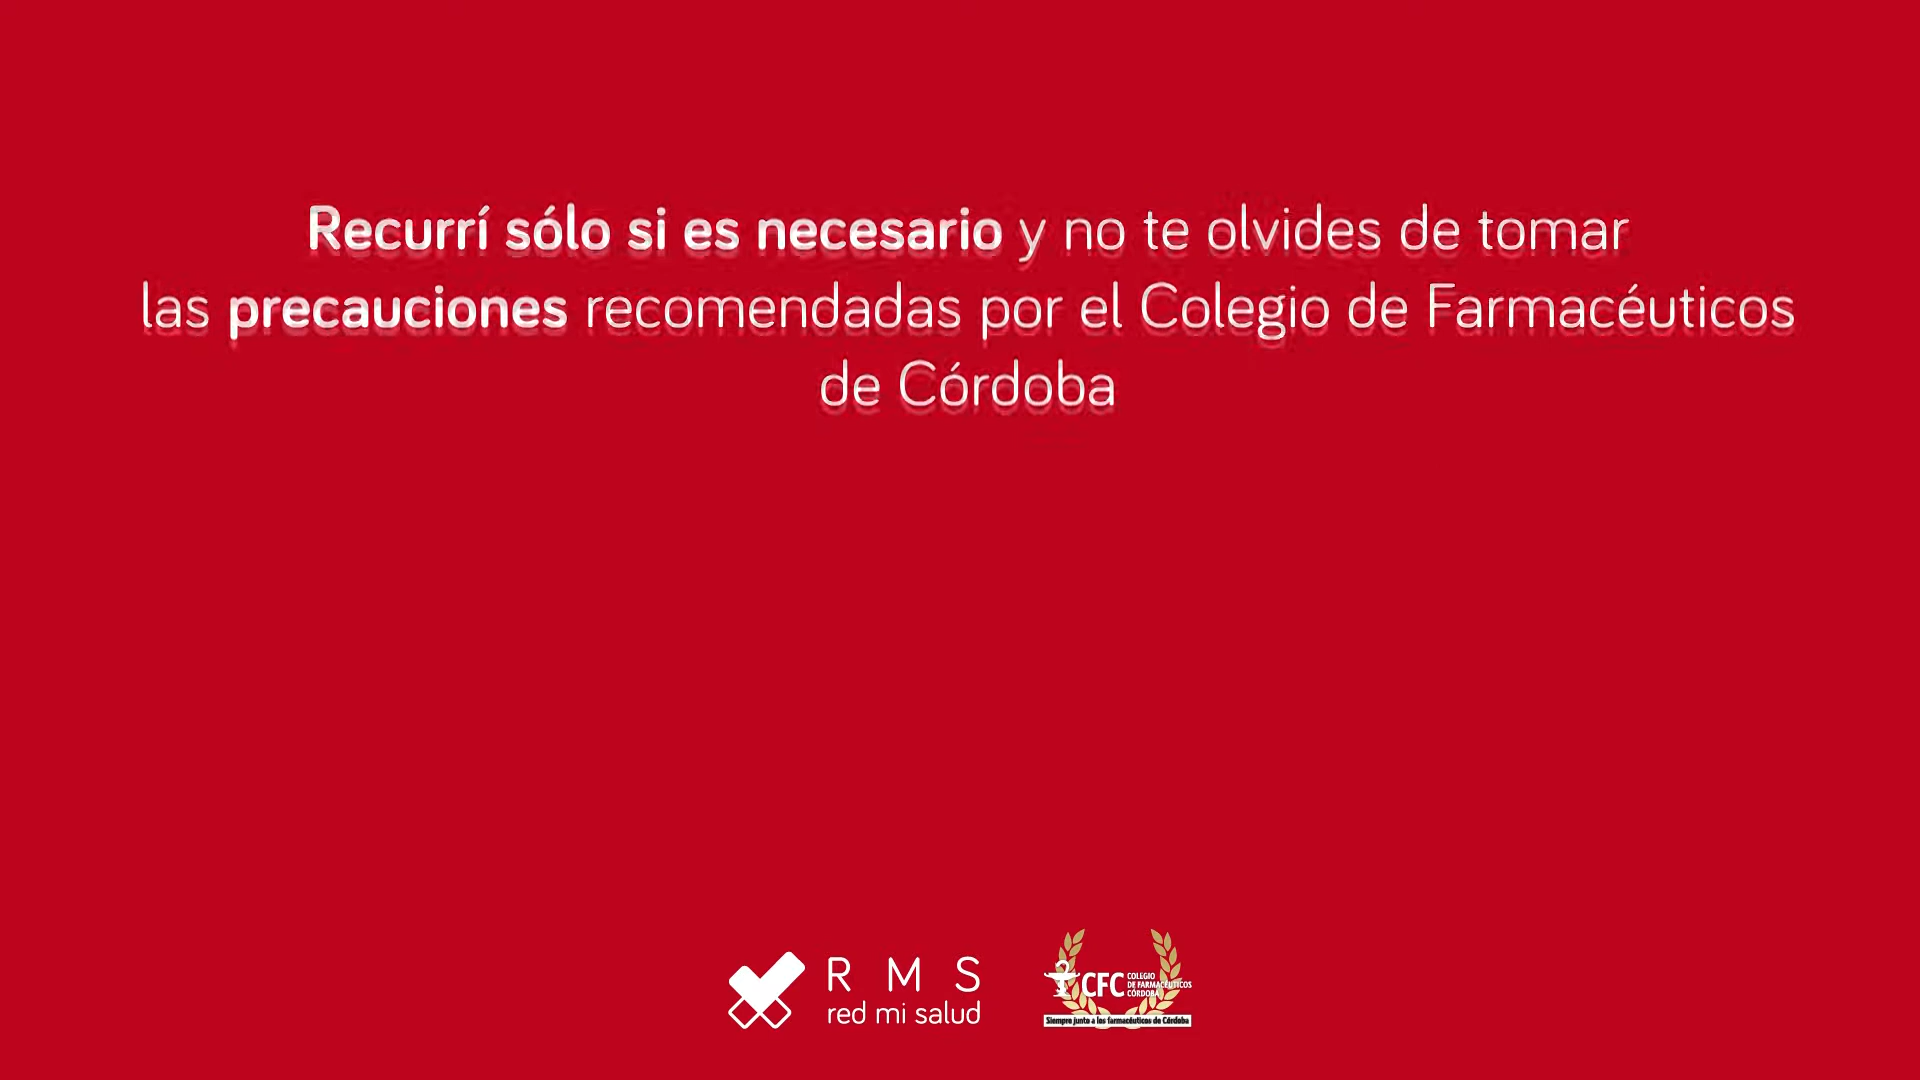 Recurrí sólo si es necesario y no te olvides de tomar
las precauciones recomendadas por el Colegio de Farmacéuticos
de Córdoba
R M S
red mi salud
CFC
COLEGIO
DE FARMACÉUTICOS
CÓRDOBA
Siempre junto a los farmacéuticos de Córdoba